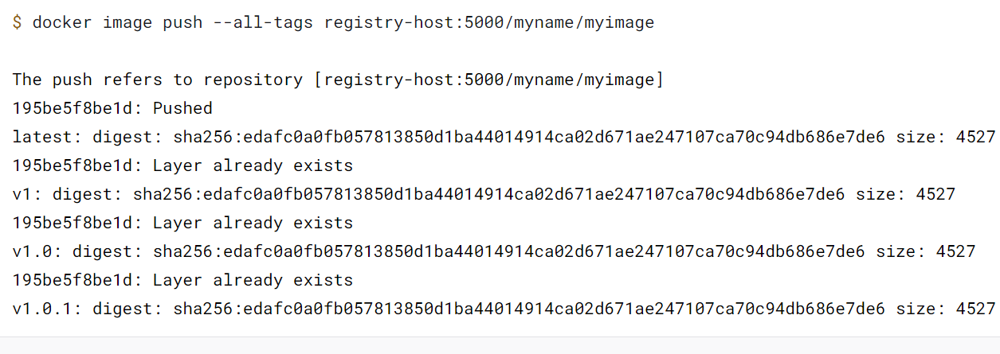 $ docker image push --all-tags registry-host:5000/myname/myimage
The push refers to repository [registry-host:5000/myname/myimage]
195be5f8be1d: Pushed
latest: digest: sha256:edafc0a0fb057813850d1ba44014914ca02d671ae247107ca70c94db686e7de6 size: 4527
195be5f8be1d: Layer already exists
v1: digest: sha256:edafc0a0fb057813850d1ba44014914ca02d671ae247107ca70c94db686e7de6 size: 4527
195be5f8be1d: Layer already exists
v1.0: digest: sha256:edafc0a0fb057813850d1ba44014914ca02d671ae247107ca70c94db686e7de6 size: 4527
195be5f8be1d: Layer already exists
v1.0.1: digest: sha256:edafc0a0fb057813850d1ba44014914ca02d671ae247107ca70c94db686e7de6 size: 4527